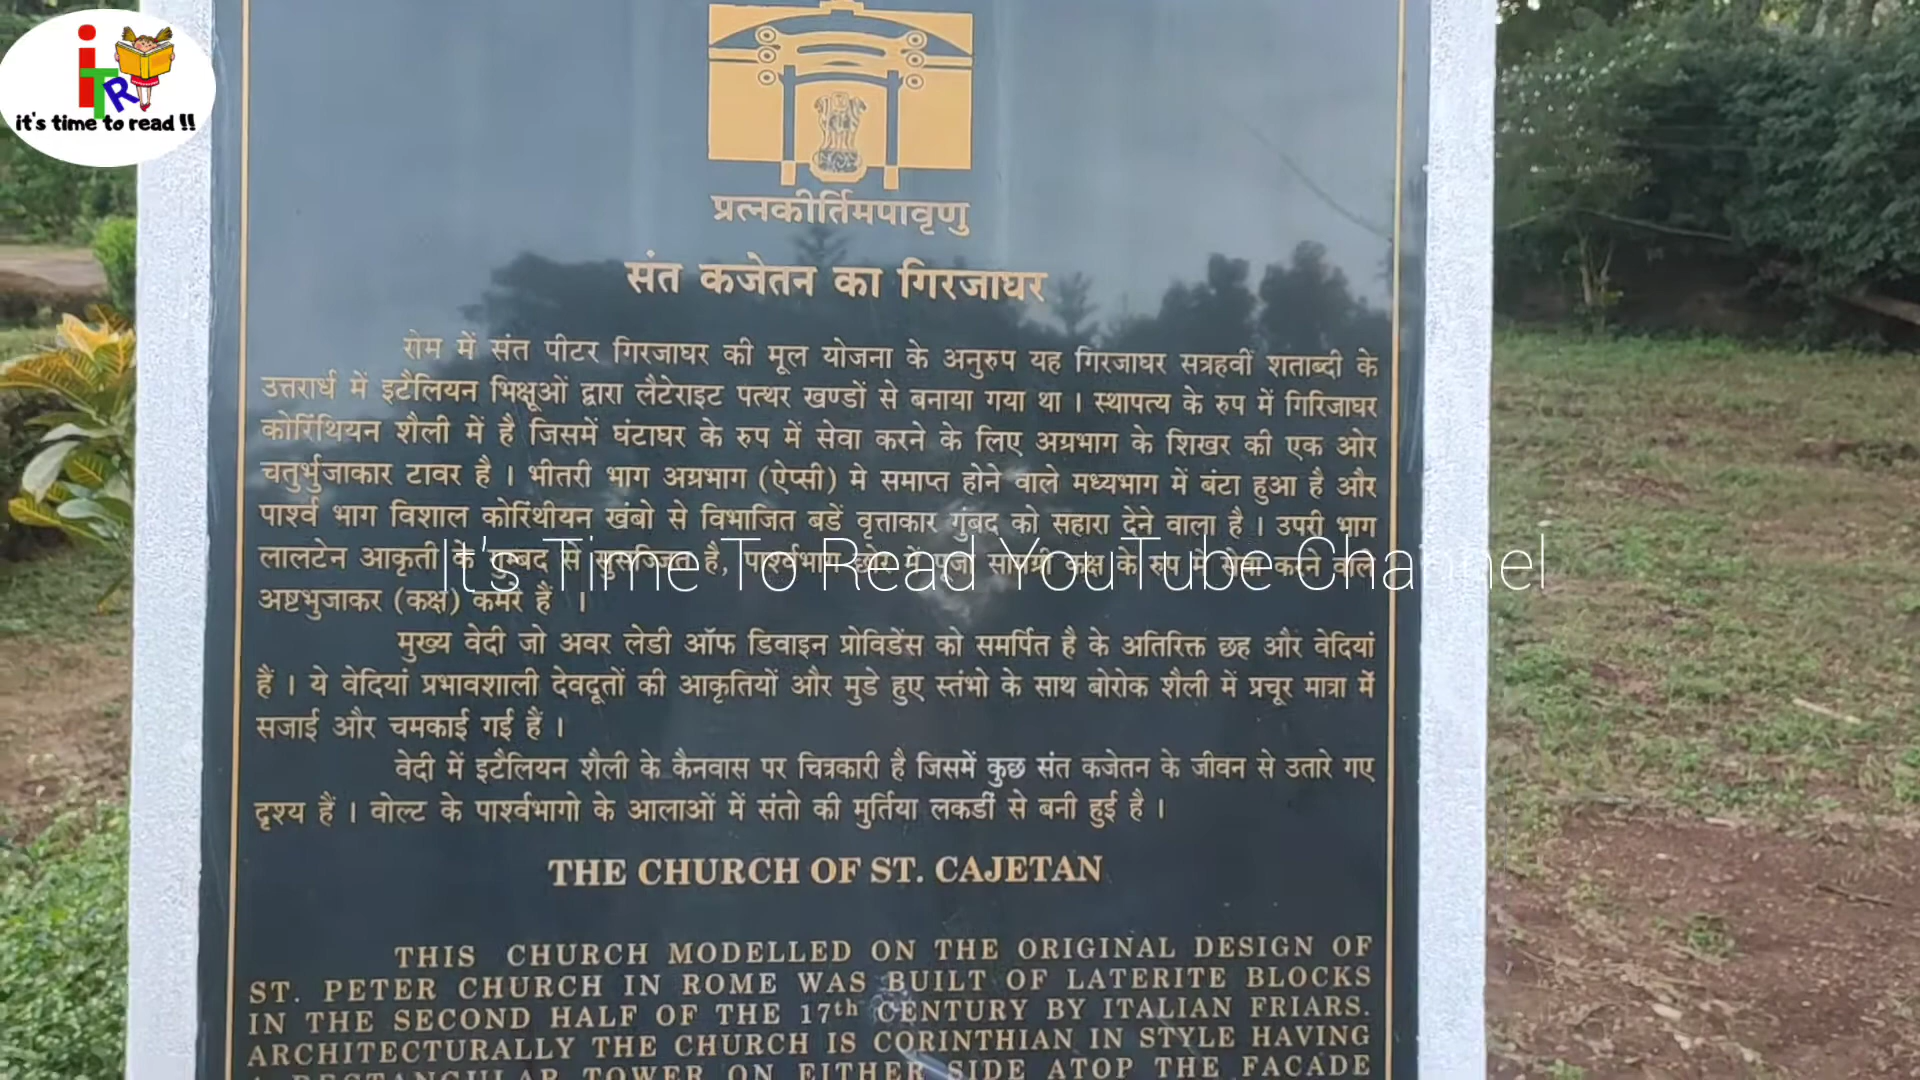 iTR
it's time to read !!
प्रत्नकीर्तिमपावृणु
संत कजेतन का गिरजाघर
रोम में संत पीटर गिरजाघर की मूल योजना के अनुरुप यह गिरजाघर सत्रहवीं शताब्दी के
उत्तरार्ध में इटैलियन भिक्षूओं द्वारा लैटेराइट पत्थर खण्डों से बनाया गया था । स्थापत्य के रुप में गिरिजाघर
कोरिंथियन शैली में है जिसमें घंटाघर के रुप में सेवा करने के लिए अग्रभाग के शिखर की एक ओर
चतुर्भुजाकार टावर है । भीतरी भाग अग्रभाग (ऐप्सी) मे समाप्त होने वाले मध्यभाग में बंटा हुआ है और
पार्श्व भाग विशाल कोरिंथीयन खंबो से विभाजित बडें वृत्ताकार गुंबद को सहारा देने वाला है । उपरी भाग
लालटेन आकृती के गुम्बद से सुसज्जित है, पार्श्वभाग छोर में पूजा सामग्री कक्ष के रुप मे सेवा करने वाले
It's Time To Read YouTube Channel
अष्टभुजाकर (कक्ष) कमरे हैं ।
मुख्य वेदी जो अवर लेडी ऑफ डिवाइन प्रोविडेंस को समर्पित है के अतिरिक्त छह और वेदियां
हैं । ये वेदियां प्रभावशाली देवदूतों की आकृतियों और मुडे हुए स्तंभो के साथ बोरोक शैली में प्रचूर मात्रा में
सजाई और चमकाई गई हैं ।
वेदी में इटैलियन शैली के कैनवास पर चित्रकारी है जिसमें कुछ संत कजेतन के जीवन से उतारे गए
दृश्य हैं । वोल्ट के पार्श्वभागो के आलाओं में संतो की मुर्तिया लकडीं से बनी हुई है ।
THE CHURCH OF ST. CAJETAN
THIS CHURCH MODELLED ON THE ORIGINAL DESIGN OF
ST. PETER CHURCH IN ROME WAS BUILT OF LATERITE BLOCKS
IN THE SECOND HALF OF THE 17th CENTURY BY ITALIAN FRIARS.
ARCHITECTURALLY THE CHURCH IS CORINTHIAN IN STYLE HAVING
A RECTANGULAR TOWER ON EITHER SIDE ATOP THE FACADE